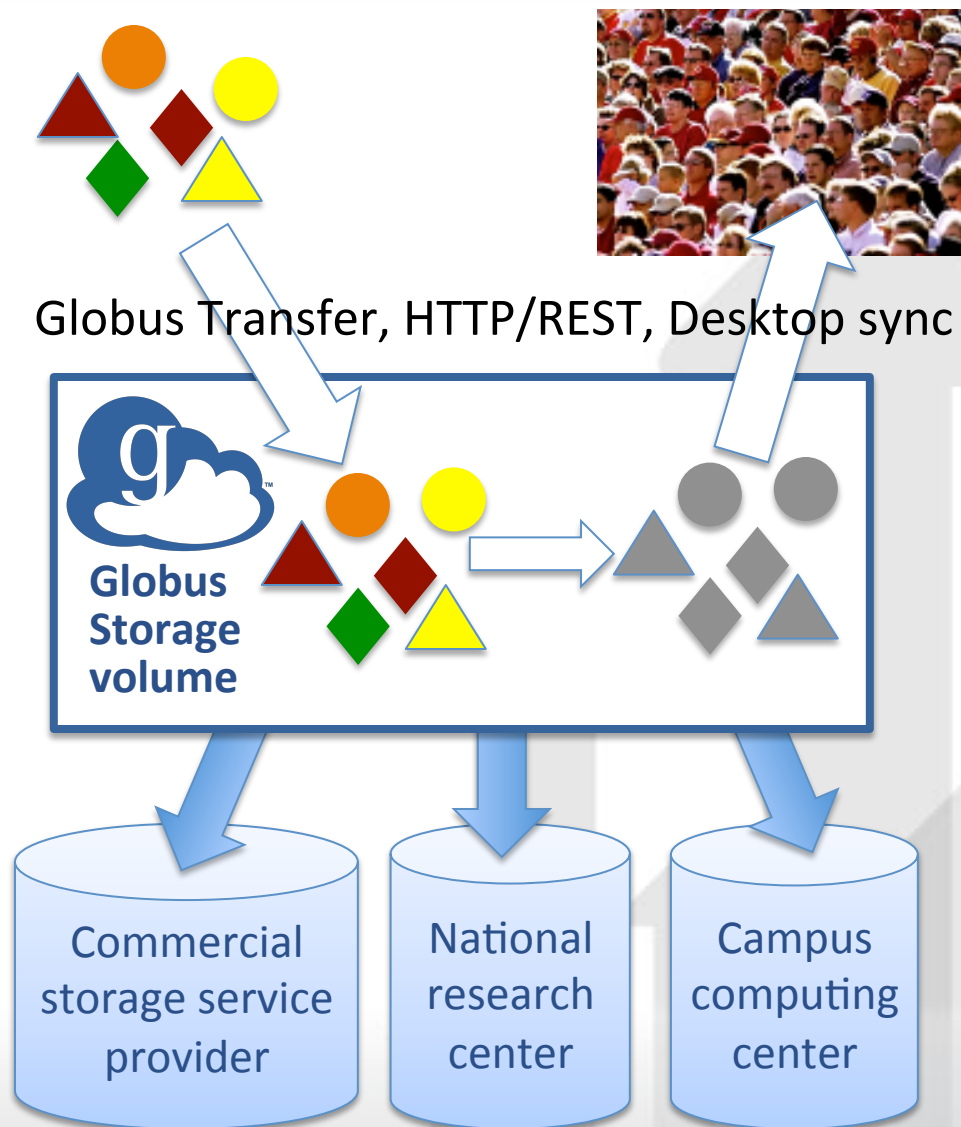 Globus Transfer, HTTP/REST, Desktop sync
g
TM
Globus
Storage
volume
Commercial
storage service
provider
National
research
center
Campus
computing
center